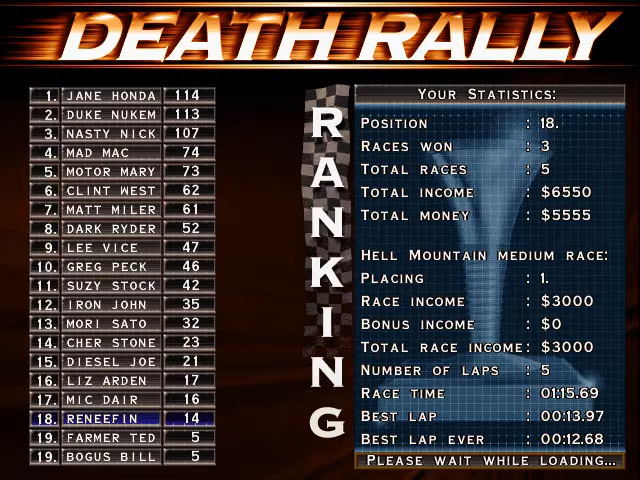 DEATH RALLY
1. JANE HONDA 114
2. DUKE NUKEM 113
3. NASTY NICK 107
4. MAD MAC 74
5. MOTOR MARY 73
6. CLINT WEST 62
7. MATT MILER 61
8. DARK RYDER 52
9. LEE VICE 47
10. GREG PECK 46
11. SUZY STOCK 42
12. IRON JOHN 35
13. MORI SATO 32
14. CHER STONE 23
15. DIESEL JOE 21
16. LIZ ARDEN 17
17. MIC DAIR 16
18. RENEEFIN 14
19. FARMER TED 5
19. BOGUS BILL 5
RANKING
YOUR STATISTICS:
POSITION : 18.
RACES WON : 3
TOTAL RACES : 5
TOTAL INCOME : $6550
TOTAL MONEY : $5555
HELL MOUNTAIN MEDIUM RACE:
PLACING : 1.
RACE INCOME : $3000
BONUS INCOME : $0
TOTAL RACE INCOME: $3000
NUMBER OF LAPS : 5
RACE TIME : 01:15.69
BEST LAP : 00:13.97
BEST LAP EVER : 00:12.68
PLEASE WAIT WHILE LOADING...